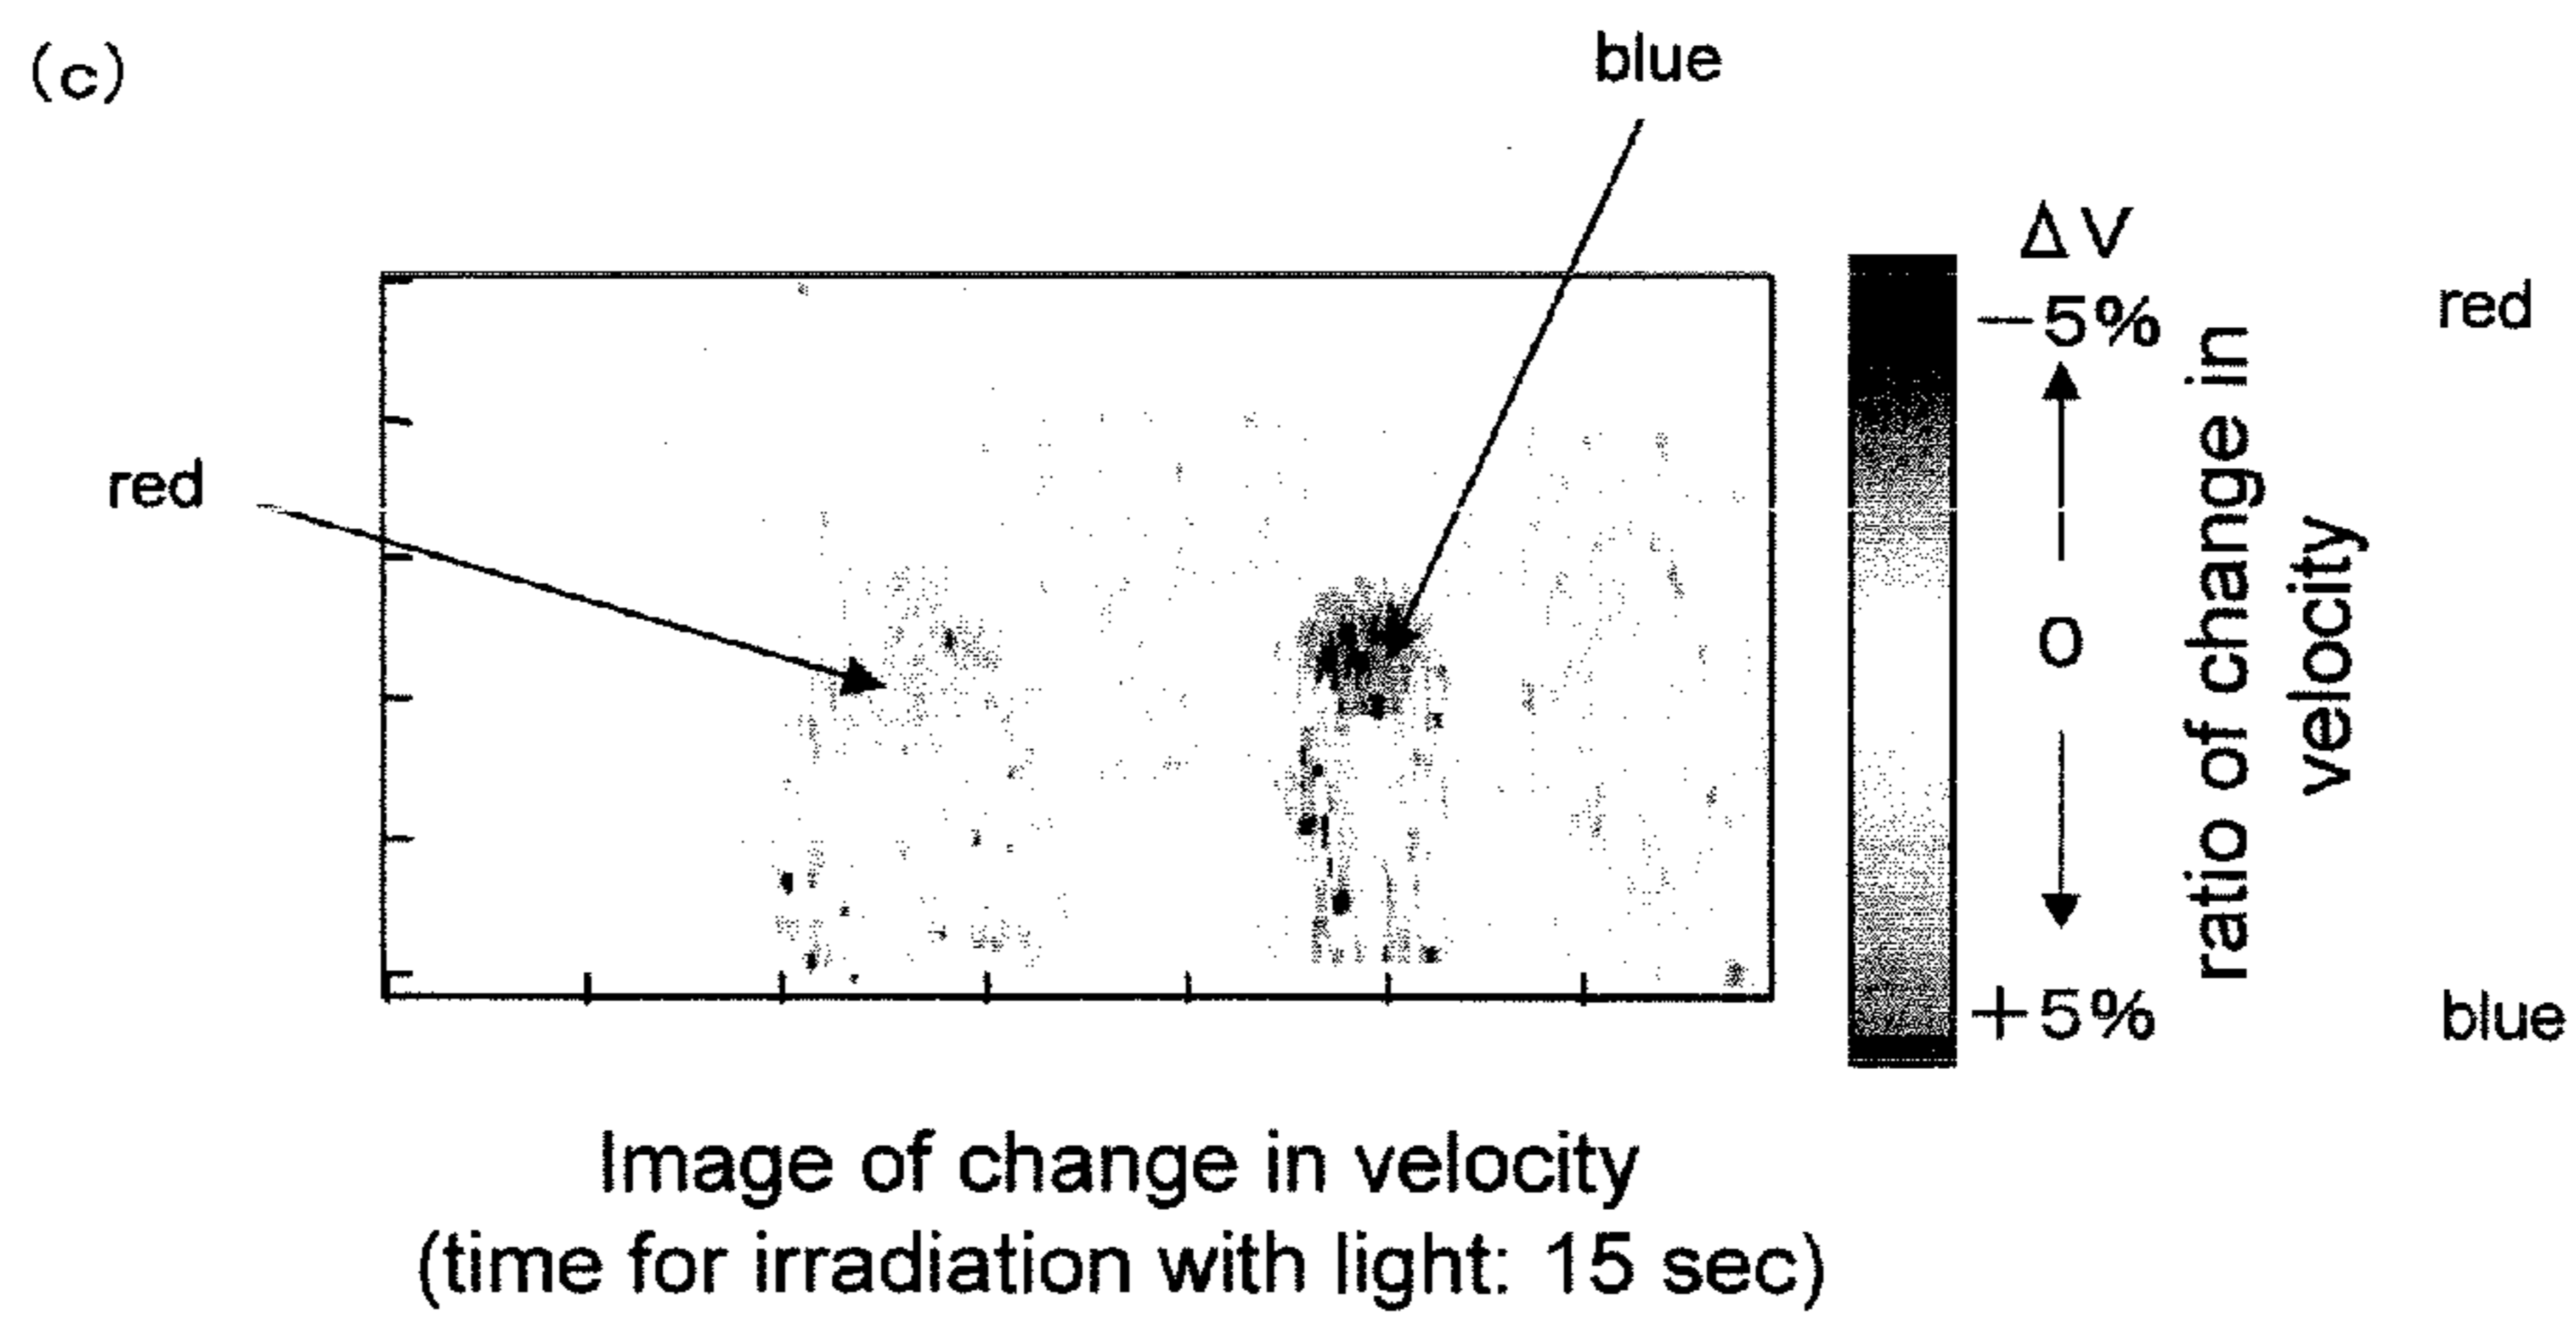 (c)
blue
red
ΔV
−5%
0
+5%
ratio of change in
velocity
red
blue
Image of change in velocity
(time for irradiation with light: 15 sec)